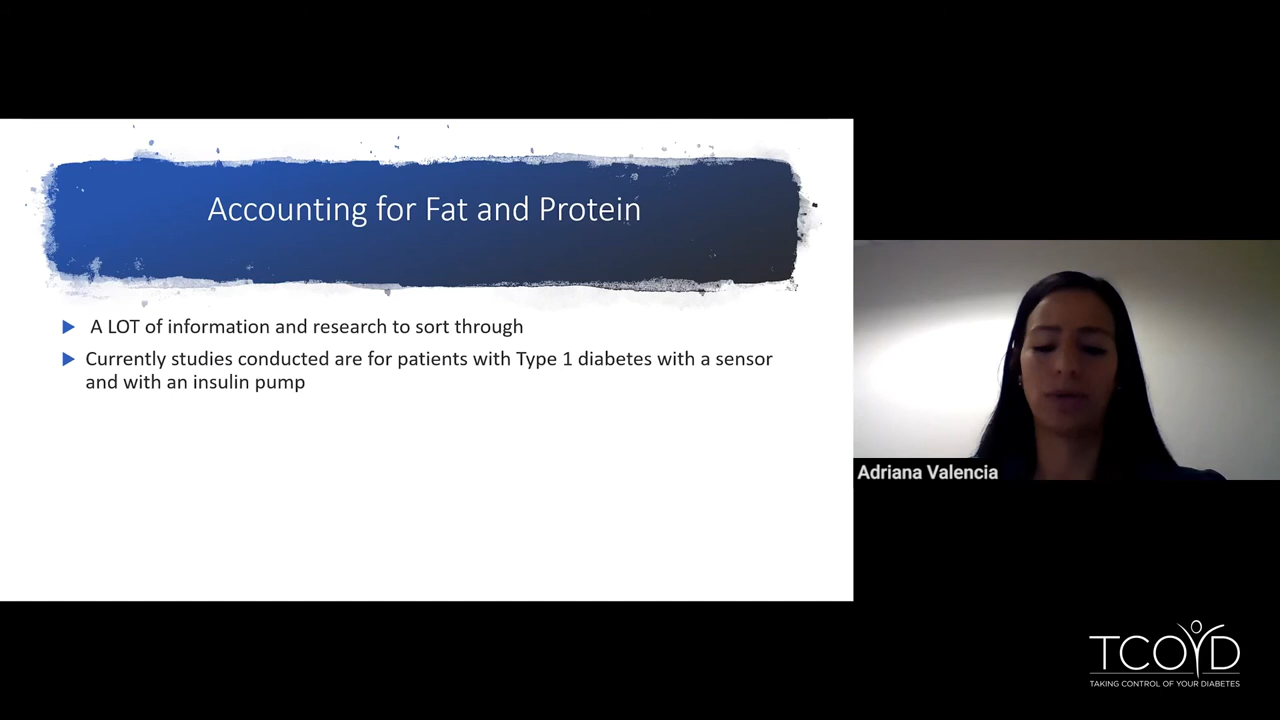 Accounting for Fat and Protein
A LOT of information and research to sort through
Currently studies conducted are for patients with Type 1 diabetes with a sensor
and with an insulin pump
Adriana Valencia
TCOYD
TAKING CONTROL OF YOUR DIABETES